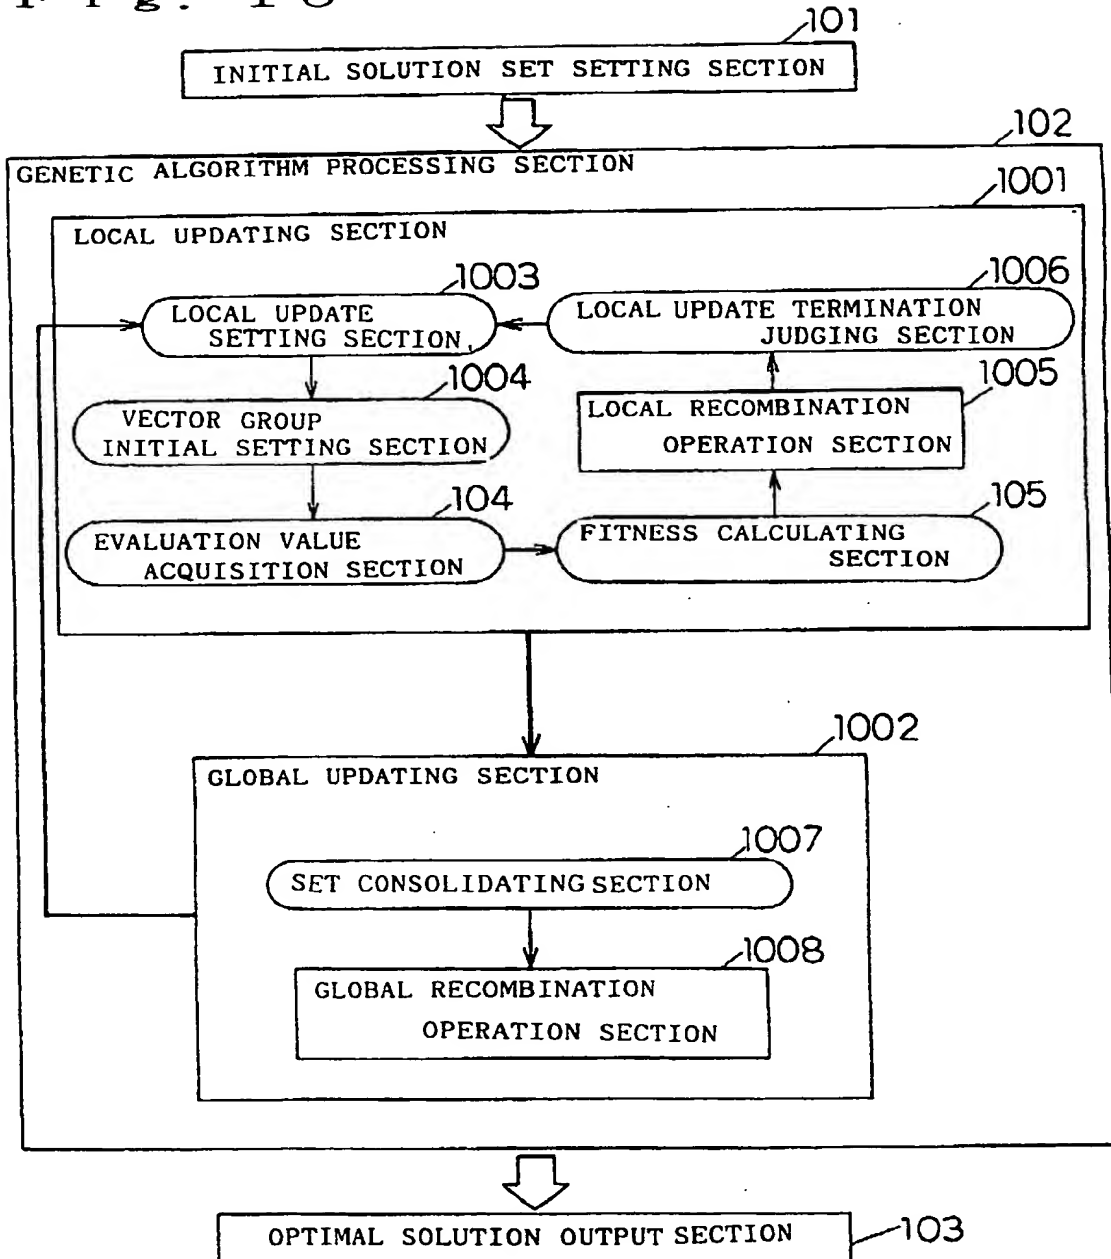 101
INITIAL SOLUTION SET SETTING SECTION
102
GENETIC ALGORITHM PROCESSING SECTION
1001
LOCAL UPDATING SECTION
1003
LOCAL UPDATE
SETTING SECTION
1006
LOCAL UPDATE TERMINATION
JUDGING SECTION
1004
VECTOR GROUP
INITIAL SETTING SECTION
1005
LOCAL RECOMBINATION
OPERATION SECTION
104
EVALUATION VALUE
ACQUISITION SECTION
105
FITNESS CALCULATING
SECTION
1002
GLOBAL UPDATING SECTION
1007
SET CONSOLIDATING SECTION
1008
GLOBAL RECOMBINATION
OPERATION SECTION
OPTIMAL SOLUTION OUTPUT SECTION
103